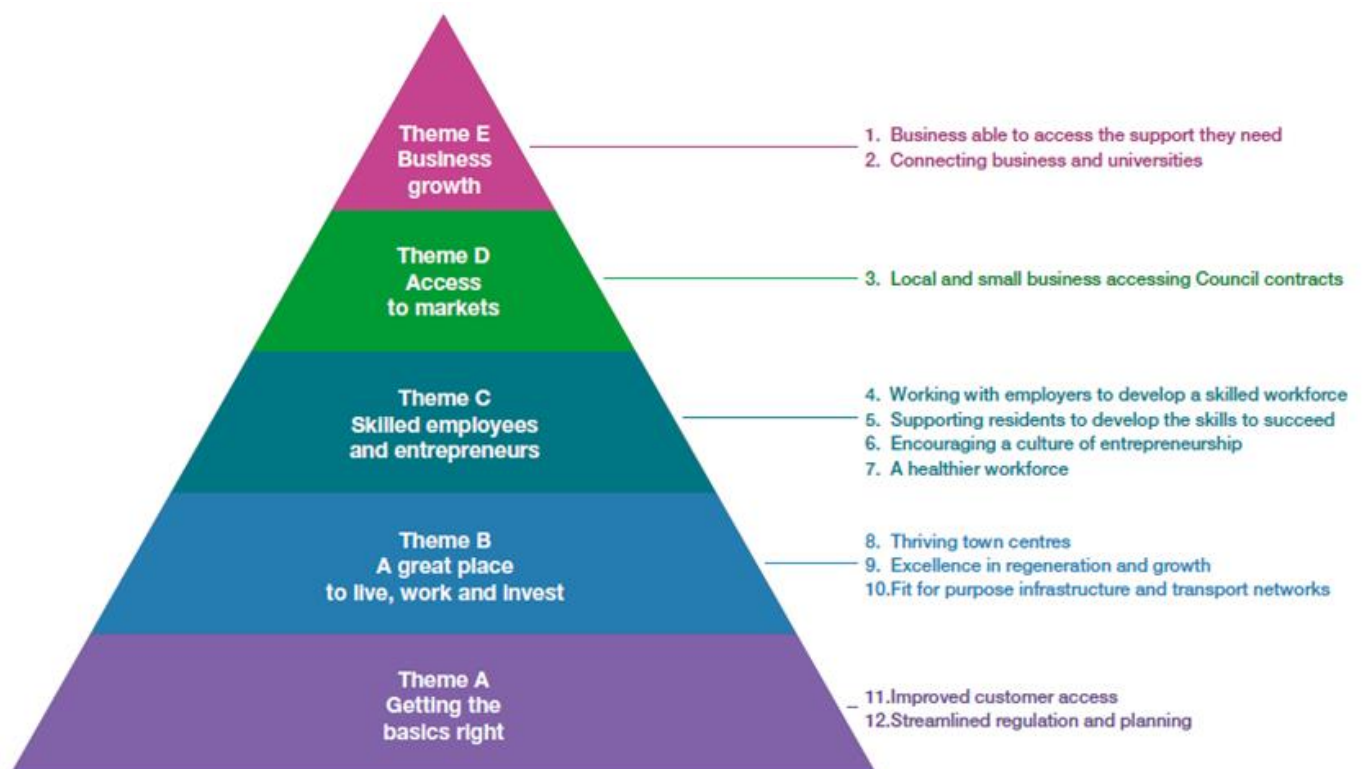 Theme E
Business
growth
1. Business able to access the support they need
2. Connecting business and universities
Theme D
Access
to markets
3. Local and small business accessing Council contracts
Theme C
Skilled employees
and entrepreneurs
4. Working with employers to develop a skilled workforce
5. Supporting residents to develop the skills to succeed
6. Encouraging a culture of entrepreneurship
7. A healthier workforce
Theme B
A great place
to live, work and invest
8. Thriving town centres
9. Excellence in regeneration and growth
10.Fit for purpose infrastructure and transport networks
Theme A
Getting the
basics right
11.Improved customer access
12.Streamlined regulation and planning